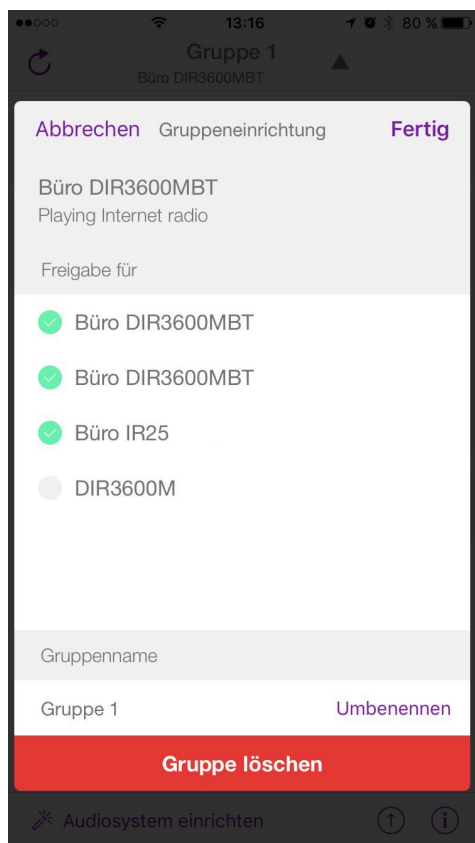 13:16
80 %
Gruppe 1
Büro DIR3600MBT
Abbrechen Gruppeneinrichtung Fertig
Büro DIR3600MBT
Playing Internet radio
Freigabe für
Büro DIR3600MBT
Büro DIR3600MBT
Büro IR25
DIR3600M
Gruppenname
Gruppe 1 Umbenennen
Gruppe löschen
Audiosystem einrichten